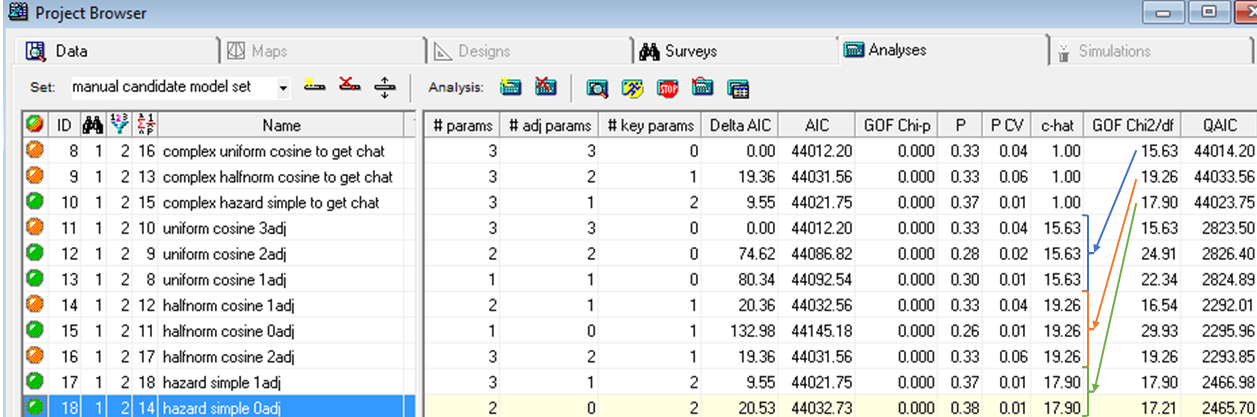 Project Browser
Data Maps Designs Surveys Analyses Simulations
Set: manual candidate model set Analysis: STOP
ID Name # params # adj params # key params Delta AIC AIC GOF Chi-p P P CV c-hat GOF Chi2/df QAIC
8 1 2 16 complex uniform cosine to get chat 3 3 0 0.00 44012.20 0.000 0.33 0.04 1.00 15.63 44014.20
9 1 2 13 complex halfnorm cosine to get chat 3 2 1 19.36 44031.56 0.000 0.33 0.06 1.00 19.26 44033.56
10 1 2 15 complex hazard simple to get chat 3 1 2 9.55 44021.75 0.000 0.37 0.01 1.00 17.90 44023.75
11 1 2 10 uniform cosine 3adj 3 3 0 0.00 44012.20 0.000 0.33 0.04 15.63 15.63 2823.50
12 1 2 9 uniform cosine 2adj 2 2 0 74.62 44086.82 0.000 0.28 0.02 15.63 24.91 2826.40
13 1 2 8 uniform cosine 1adj 1 1 0 80.34 44092.54 0.000 0.30 0.01 15.63 22.34 2824.89
14 1 2 12 halfnorm cosine 1adj 2 1 1 20.36 44032.56 0.000 0.33 0.04 19.26 16.54 2292.01
15 1 2 11 halfnorm cosine 0adj 1 0 1 132.98 44145.18 0.000 0.26 0.01 19.26 29.93 2295.96
16 1 2 17 halfnorm cosine 2adj 3 2 1 19.36 44031.56 0.000 0.33 0.06 19.26 19.26 2293.85
17 1 2 18 hazard simple 1adj 3 1 2 9.55 44021.75 0.000 0.37 0.01 17.90 17.90 2466.98
18 1 2 14 hazard simple 0adj 2 0 2 20.53 44032.73 0.000 0.38 0.01 17.90 17.21 2465.70